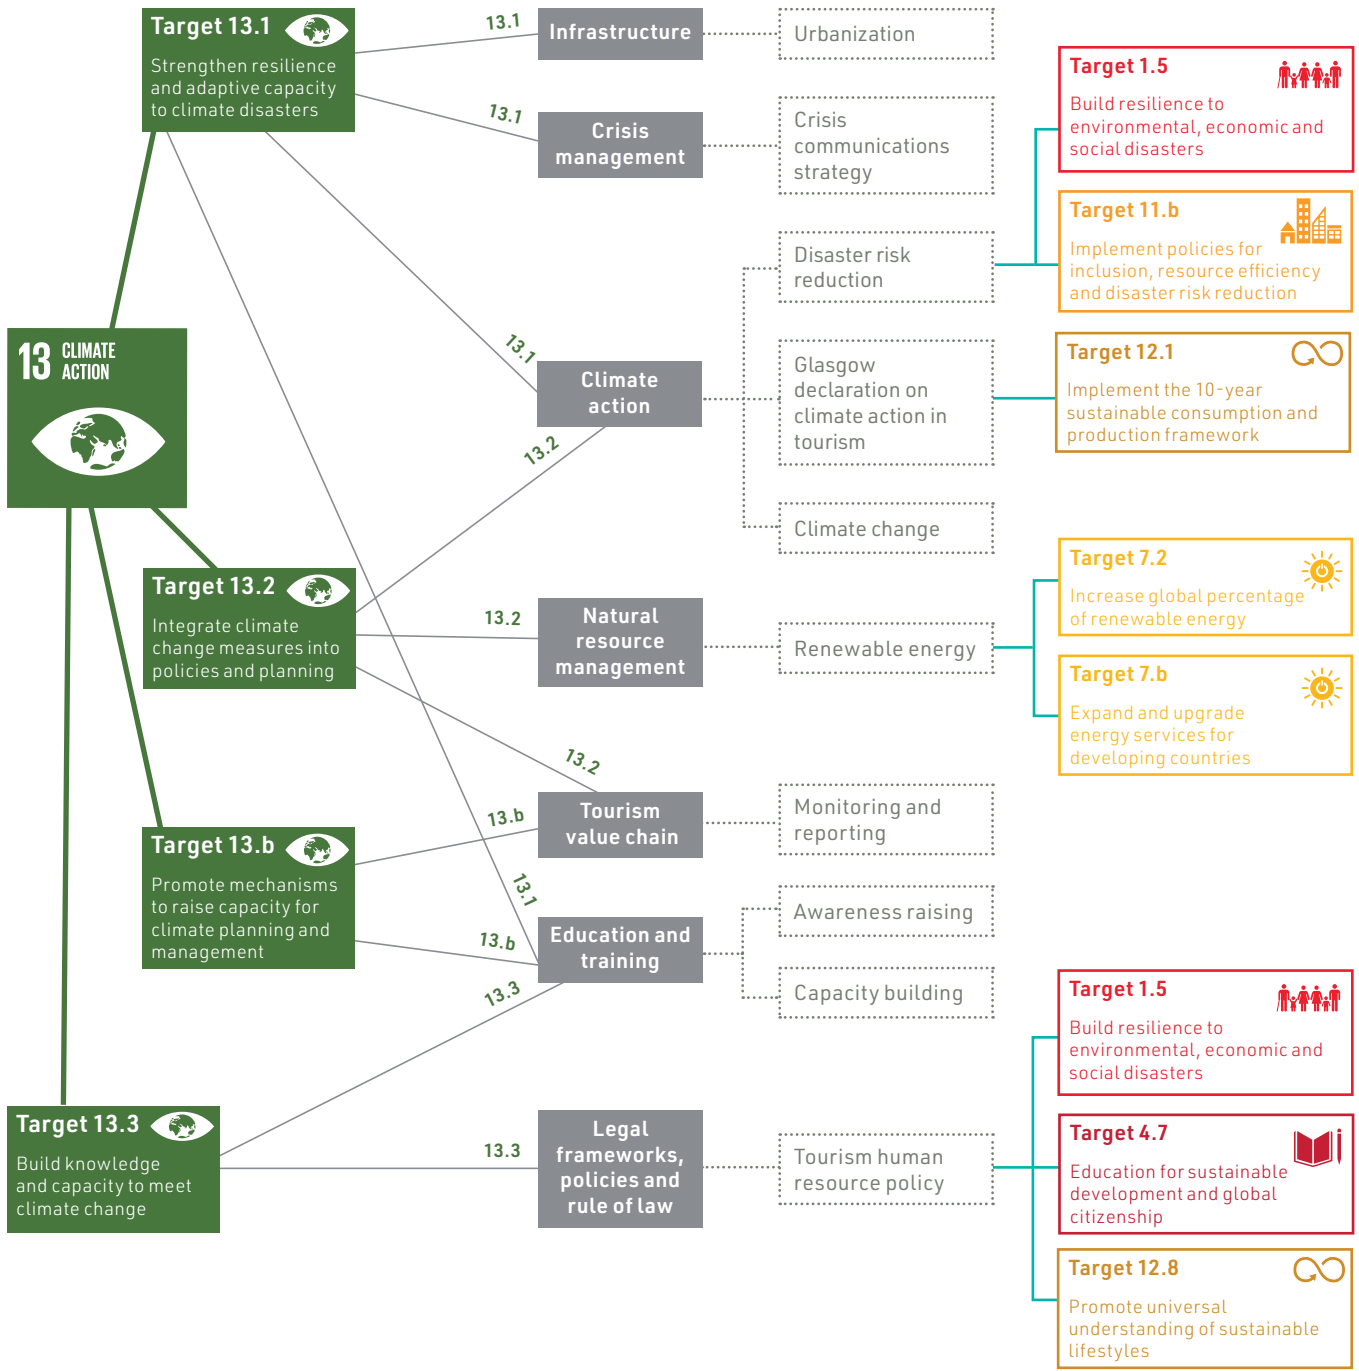 Target 13.1
Strengthen resilience
and adaptive capacity
to climate disasters
13.1
Infrastructure
Urbanization
13.1
Crisis
management
Crisis
communications
strategy
Target 1.5
Build resilience to
environmental, economic and
social disasters
Target 11.b
Implement policies for
inclusion, resource efficiency
and disaster risk reduction
Disaster risk
reduction
13 CLIMATE
ACTION
13.1
Climate
action
13.2
Glasgow
declaration on
climate action in
tourism
Target 12.1
Implement the 10-year
sustainable consumption and
production framework
Climate change
Target 13.2
Integrate climate
change measures into
policies and planning
13.2
Natural
resource
management
Renewable energy
Target 7.2
Increase global percentage
of renewable energy
Target 7.b
Expand and upgrade
energy services for
developing countries
13.2
Target 13.b
Promote mechanisms
to raise capacity for
climate planning and
management
13.b
Tourism
value chain
Monitoring and
reporting
13.1
13.b
Education and
training
13.3
Awareness raising
Capacity building
Target 1.5
Build resilience to
environmental, economic and
social disasters
Target 13.3
Build knowledge
and capacity to meet
climate change
13.3
Legal
frameworks,
policies and
rule of law
Tourism human
resource policy
Target 4.7
Education for sustainable
development and global
citizenship
Target 12.8
Promote universal
understanding of sustainable
lifestyles